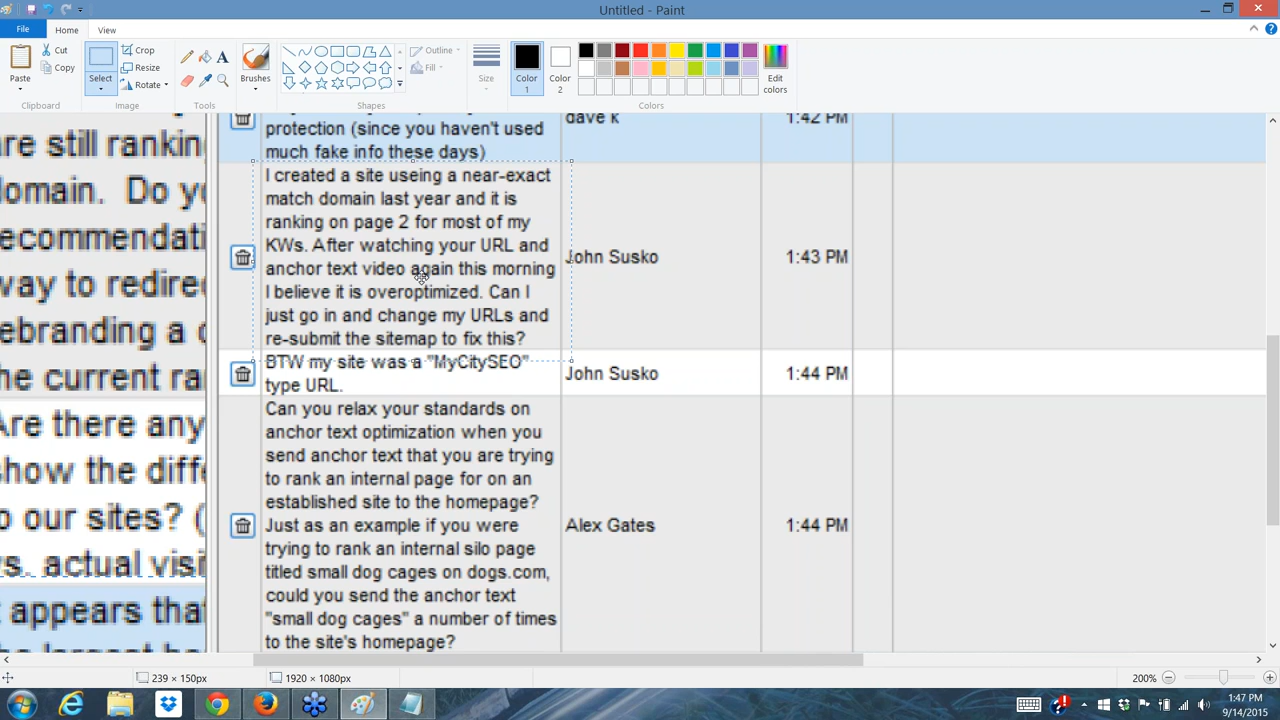 Untitled - Paint
File
Home
View
Paste
Cut
Copy
Clipboard
Select
Crop
Resize
Rotate
Image
Tools
Brushes
Shapes
Outline
Fill
Size
Color 1
Color 2
Edit colors
Colors
re still rankin
domain. Do yo
recommendati
way to redire
ebranding a
he current ra
Are there any
show the diffe
o our sites? (
vs. actual visi
appears tha
protection (since you haven't used
much fake info these days)
dave k
1:42 PM
I created a site useing a near-exact
match domain last year and it is
ranking on page 2 for most of my
KWs. After watching your URL and
anchor text video again this morning
I believe it is overoptimized. Can I
just go in and change my URLs and
re-submit the sitemap to fix this?
John Susko
1:43 PM
BTW my site was a "MyCitySEO"
type URL.
John Susko
1:44 PM
Can you relax your standards on
anchor text optimization when you
send anchor text that you are trying
to rank an internal page for on an
established site to the homepage?
Just as an example if you were
trying to rank an internal silo page
titled small dog cages on dogs.com,
could you send the anchor text
"small dog cages" a number of times
to the site's homepage?
Alex Gates
1:44 PM
239 × 150px
1920 × 1080px
200%
1:47 PM
9/14/2015